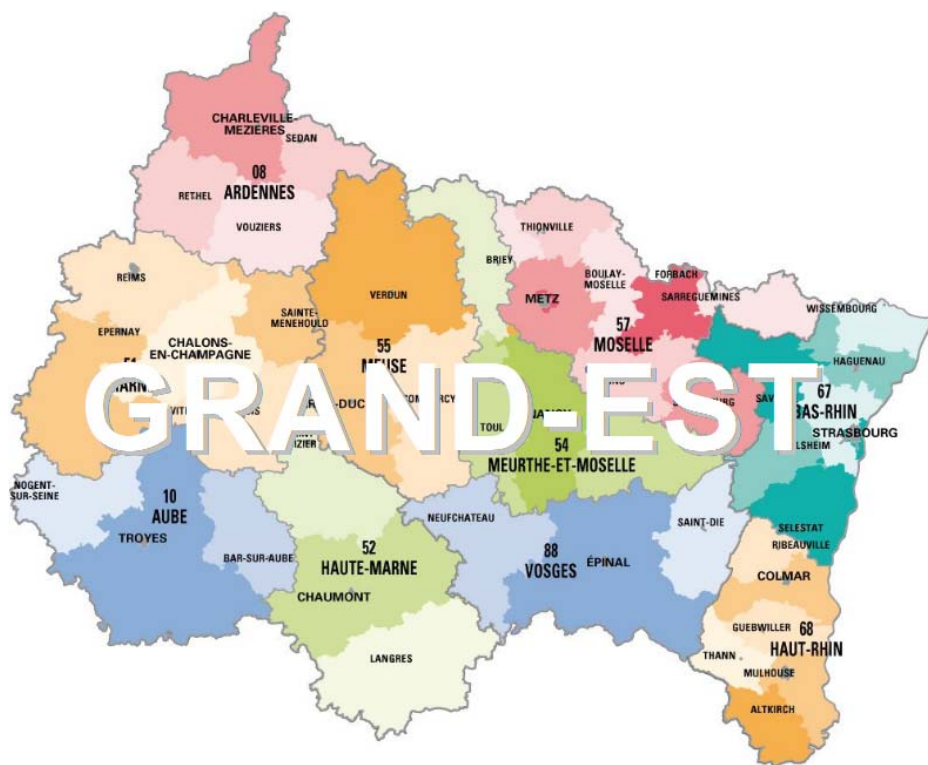 CHARLEVILLE-
MEZIERES
SEDAN
08
ARDENNES
RETHEL
VOUZIERS
REIMS
EPERNAY
CHALONS-
EN-CHAMPAGNE
SAINTE-
MENEHOULD
VERDUN
55
BRIEY
THIONVILLE
METZ
BOULAY-
MOSELLE
FORBACH
SARREGUEMINES
57
MOSELLE
WISSEMBOURG
HAGUENAU
67
BAS-RHIN
STRASBOURG
GRAND-EST
TOUL
54
MEURTHE-ET-MOSELLE
NOGENT-
SUR-SEINE
10
AUBE
TROYES
BAR-SUR-AUBE
52
HAUTE-MARNE
CHAUMONT
LANGRES
NEUFCHATEAU
88
VOSGES
ÉPINAL
SAINT-DIE
SELESTAT
RIBEAUVILLE
COLMAR
GUEBWILLER
68
HAUT-RHIN
THANN
MULHOUSE
ALTKIRCH